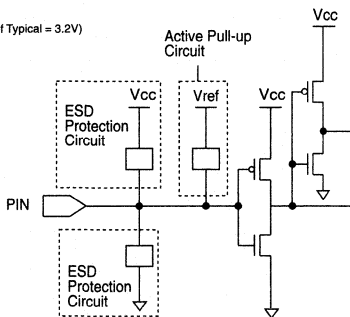 f Typical = 3.2V)
Active Pull-up
Circuit
Vcc
Vcc
Vref
Vcc
ESD
Protection
Circuit
PIN
ESD
Protection
Circuit